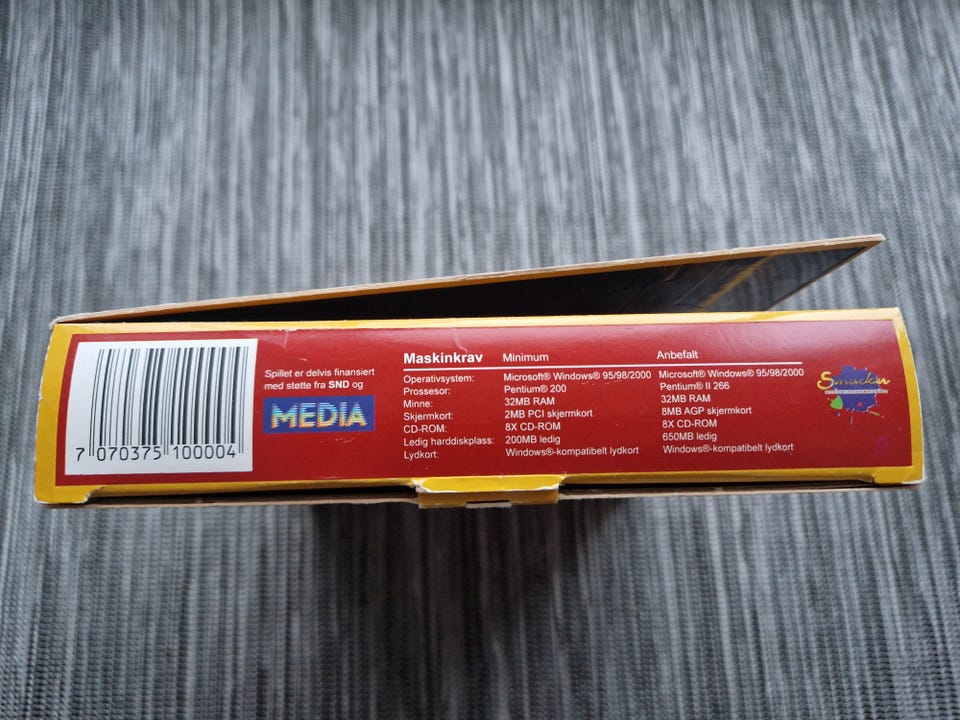 7 070375 100004
Spillet er delvis finansiert
med støtte fra SND og
MEDIA
Maskinkrav Minimum Anbefalt
Operativsystem: Microsoft® Windows® 95/98/2000 Microsoft® Windows® 95/98/2000
Prossesor: Pentium® 200 Pentium® II 266
Minne: 32MB RAM 32MB RAM
Skjermkort: 2MB PCI skjermkort 8MB AGP skjermkort
CD-ROM: 8X CD-ROM 8X CD-ROM
Ledig harddiskplass: 200MB ledig 650MB ledig
Lydkort: Windows®-kompatibelt lydkort Windows®-kompatibelt lydkort